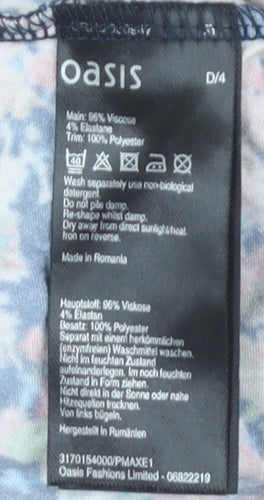 Oasis D/4
Main: 96% Viscose
4% Elastane
Trim: 100% Polyester
40
Wash separately use non-biological
detergent.
Do not pile damp.
Re-shape whilst damp.
Dry away from direct sunlight/heat.
Iron on reverse.
Made in Romania
Hauptstoff: 96% Viskose
4% Elastan
Besatz: 100% Polyester
Separat mit einem herkömmlichen
(enzymfreien) Waschmittel waschen.
Nicht im feuchten Zustand
aufeinanderlegen. Im noch feuchten
Zustand in Form ziehen.
Nicht direkt in der Sonne oder nahe
Hitzequellen trocknen.
Von links bügeln.
Hergestellt in Rumänien
3170154000/PMAXE1
Oasis Fashions Limited - 06822219